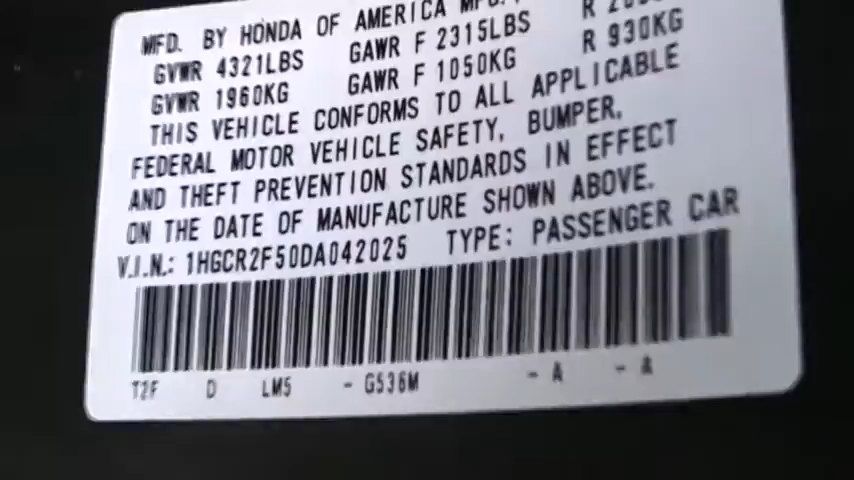 MFD. BY HONDA OF AMERICA MFG.
GVWR 4321LBS GAWR F 2315LBS R
GVWR 1960KG GAWR F 1050KG R 930KG
THIS VEHICLE CONFORMS TO ALL APPLICABLE
FEDERAL MOTOR VEHICLE SAFETY, BUMPER,
AND THEFT PREVENTION STANDARDS IN EFFECT
ON THE DATE OF MANUFACTURE SHOWN ABOVE.
V.I.N.: 1HGCR2F50DA042025 TYPE: PASSENGER CAR
T2F D LM5 - G536M - A - A